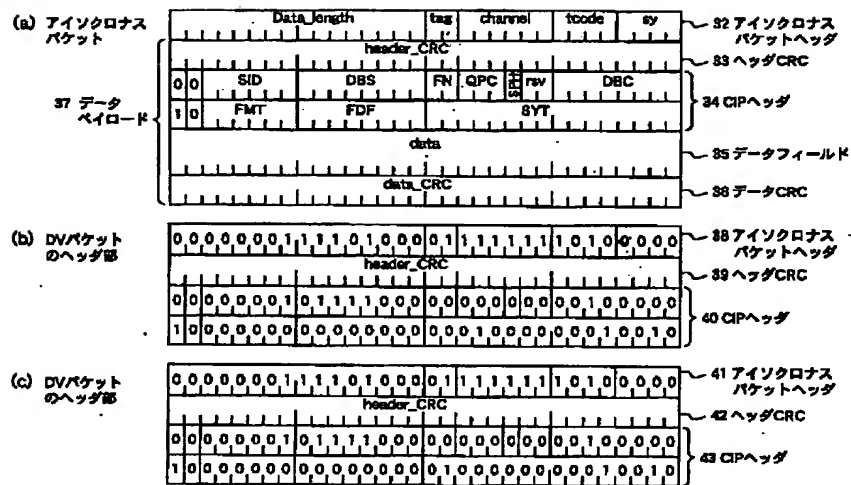 (a) アイソクロナス
パケット
Data_length tag channel tcode sy
32 アイソクロナス
パケットヘッダ
header_CRC
33 ヘッダCRC
0 0 SID DBS FN QPC SPH rsv DBC
37 データ
ペイロード
34 CIPヘッダ
1 0 FMT FDF SYT
data
35 データフィールド
data_CRC
36 データCRC
(b) DVパケット
のヘッダ部
0 0 0 0 0 0 0 1 1 1 1 0 1 0 0 0 0 1 1 1 1 1 1 1 1 0 1 0 0 0 0 0
38 アイソクロナス
パケットヘッダ
header_CRC
39 ヘッダCRC
0 0 0 0 0 0 0 1 0 1 1 1 1 0 0 0 0 0 0 0 0 0 0 0 0 0 1 0 0 0 0 0
40 CIPヘッダ
1 0 0 0 0 0 0 0 0 0 0 0 0 0 0 0 0 0 0 1 0 0 0 0 0 0 0 1 0 0 1 0
(c) DVパケット
のヘッダ部
0 0 0 0 0 0 0 1 1 1 1 0 1 0 0 0 0 1 1 1 1 1 1 1 1 0 1 0 0 0 0 0
41 アイソクロナス
パケットヘッダ
header_CRC
42 ヘッダCRC
0 0 0 0 0 0 0 1 0 1 1 1 1 0 0 0 0 0 0 0 0 0 0 0 0 0 1 0 0 0 0 0
43 CIPヘッダ
1 0 0 0 0 0 0 0 0 0 0 0 0 0 0 0 0 1 0 0 0 0 0 0 0 0 0 1 0 0 1 0